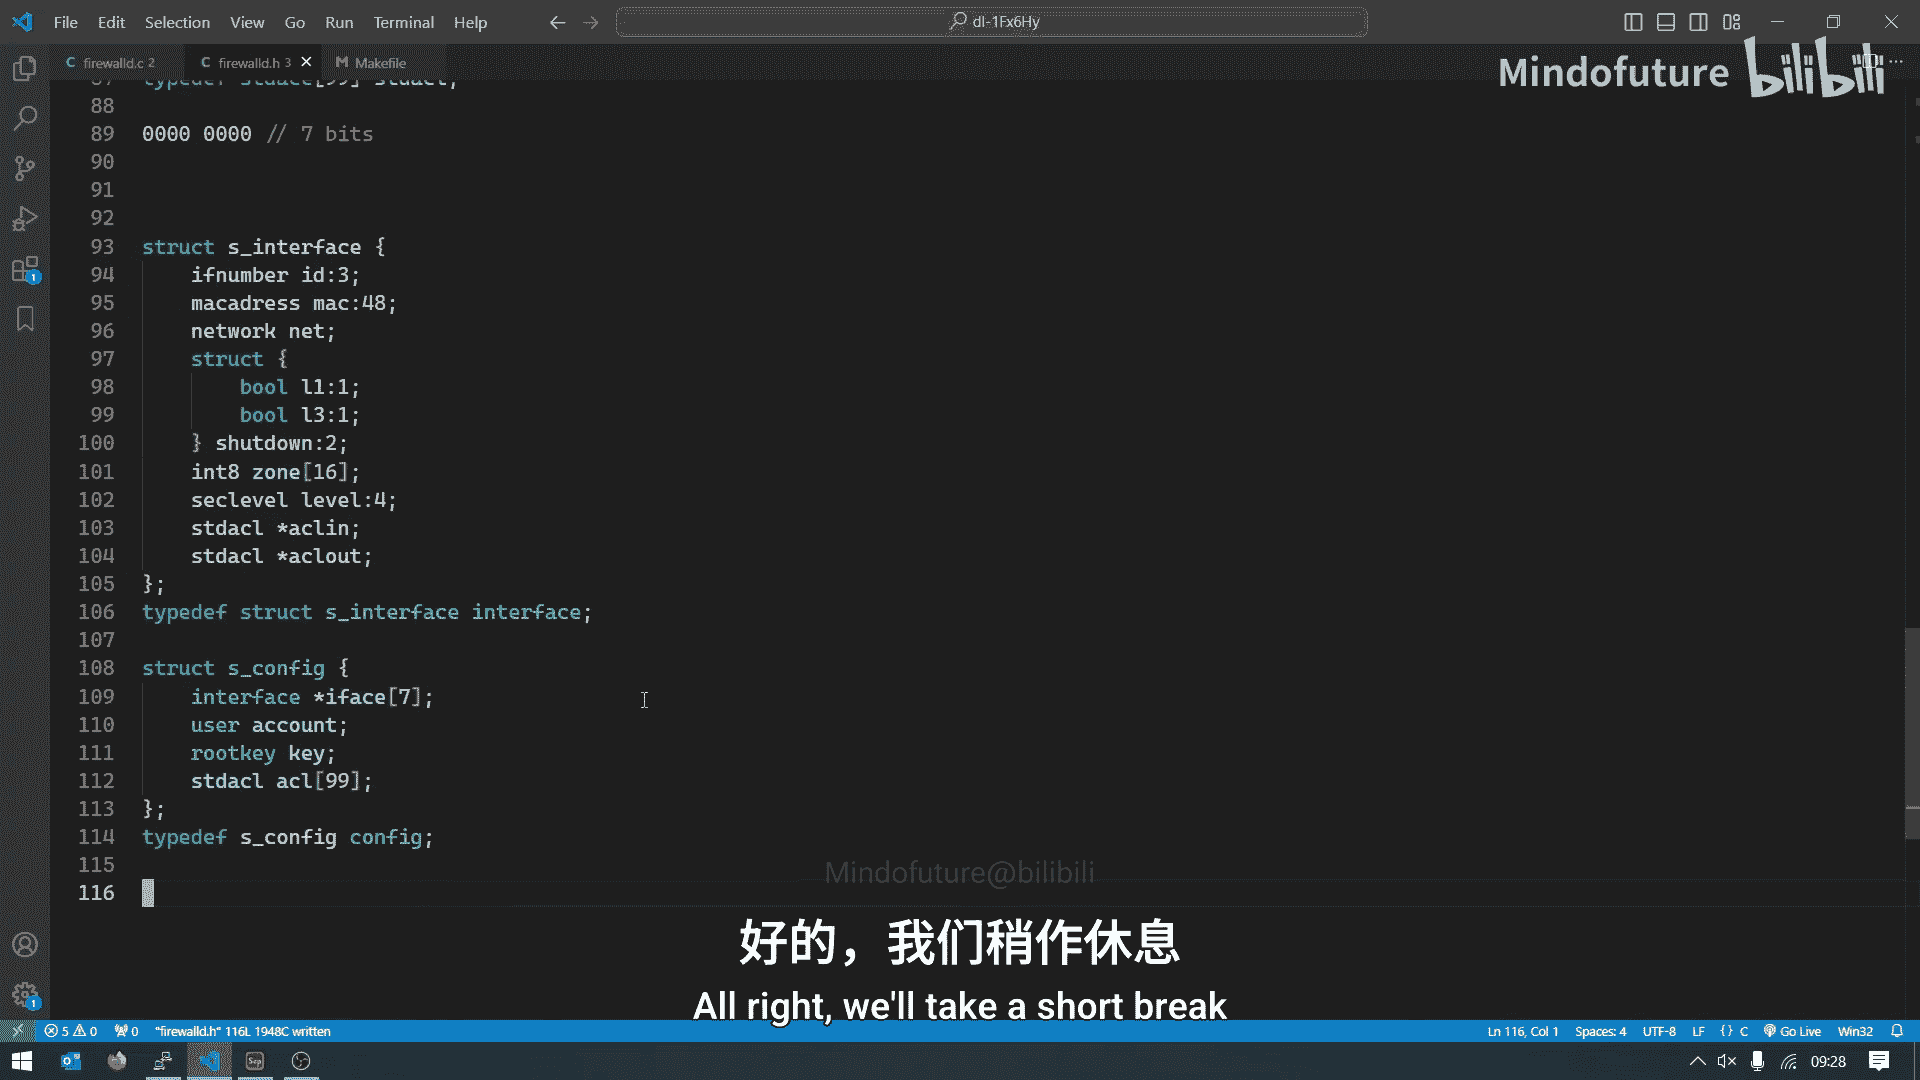 File Edit Selection View Go Run Terminal Help
dl-1Fx6Hy
firewalld.c 2
firewalld.h 3
Makefile
Mindofuture bilibili
88
89 0000 0000 // 7 bits
90
91
92
93 struct s_interface {
94 ifnumber id:3;
95 macadress mac:48;
96 network net;
97 struct {
98 bool l1:1;
99 bool l3:1;
100 } shutdown:2;
101 int8 zone[16];
102 seclevel level:4;
103 stdacl *aclin;
104 stdacl *aclout;
105 };
106 typedef struct s_interface interface;
107
108 struct s_config {
109 interface *iface[7];
110 user account;
111 rootkey key;
112 stdacl acl[99];
113 };
114 typedef s_config config;
115
116
Mindofuture@bilibili
好的，我们稍作休息
All right, we'll take a short break
5 0 0 "firewalld.h" 116L 1948C written
Ln 116, Col 1 Spaces: 4 UTF-8 LF {} C Go Live Win32
09:28